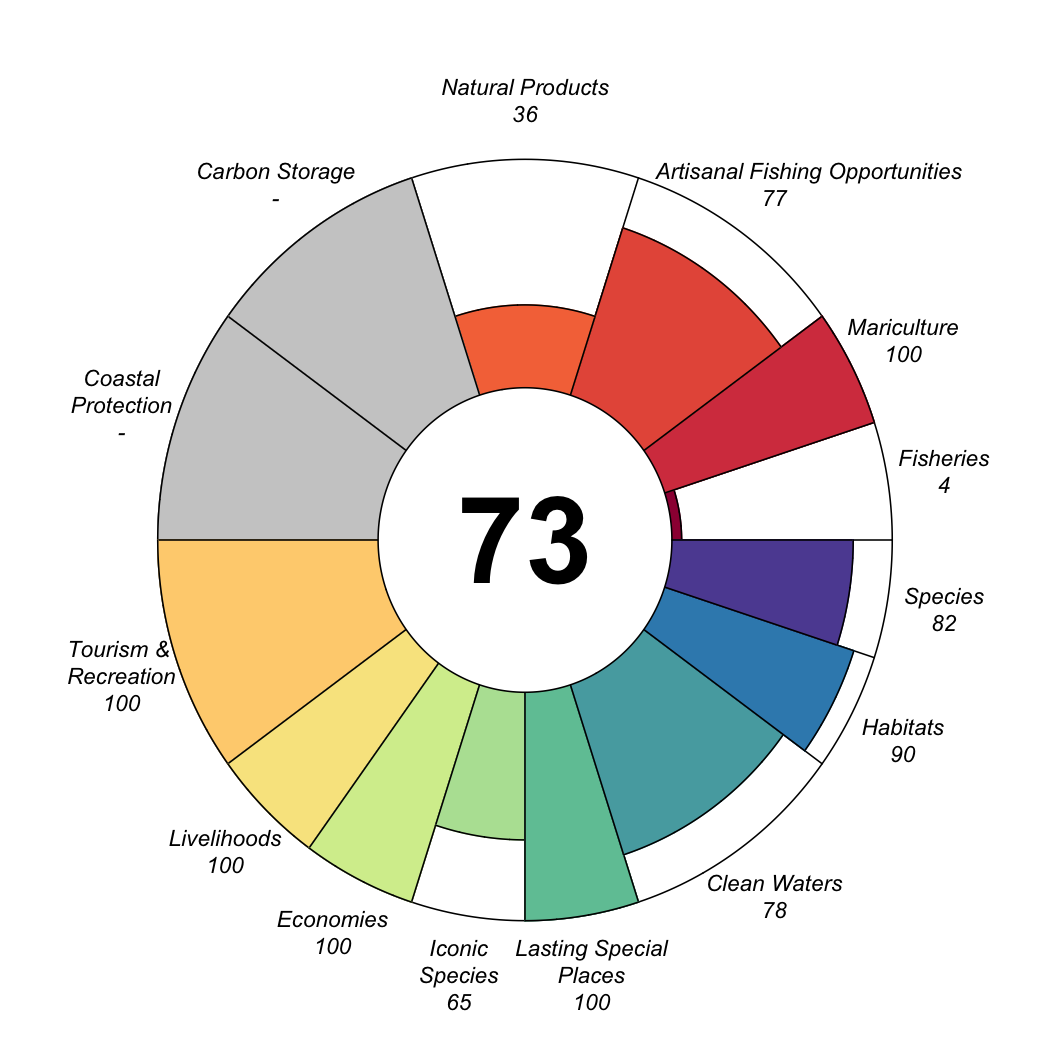 Natural Products
36
Carbon Storage
-
Artisanal Fishing Opportunities
77
Mariculture
100
Coastal
Protection
-
Fisheries
4
73
Species
82
Tourism &
Recreation
100
Habitats
90
Livelihoods
100
Clean Waters
78
Economies
100
Iconic
Species
65
Lasting Special
Places
100